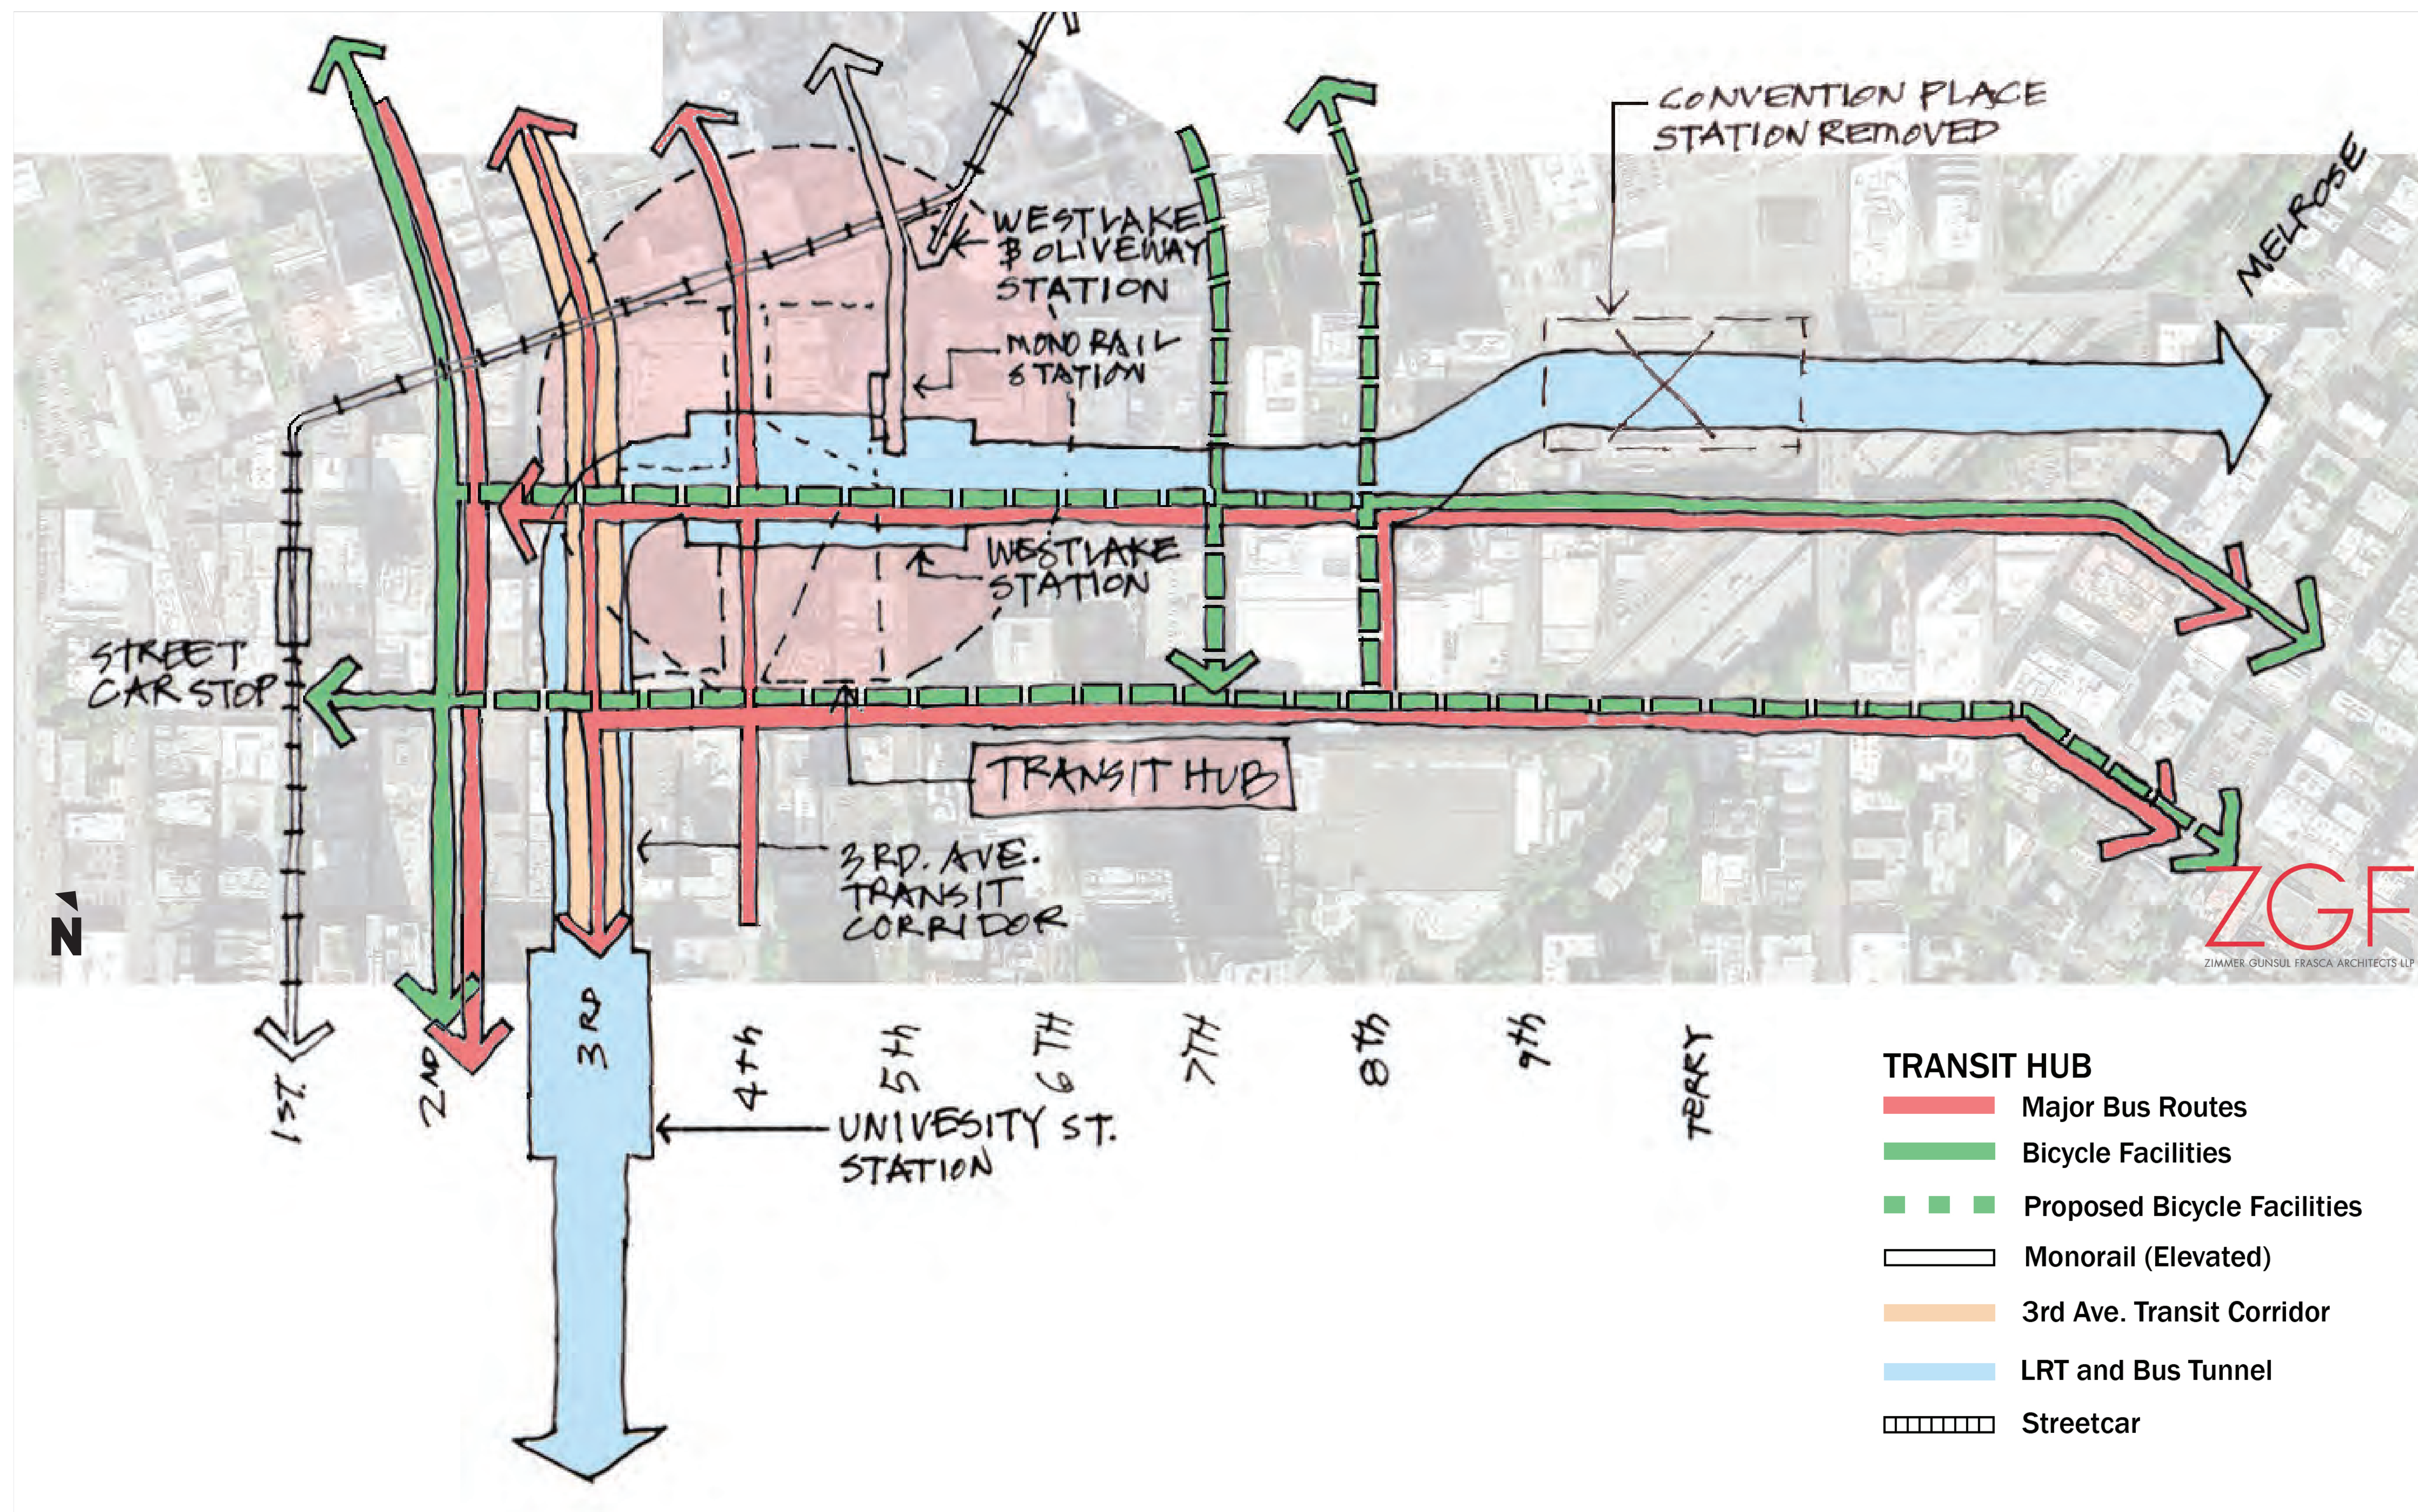 CONVENTION PLACE
STATION REMOVED
MELROSE
WESTLAKE
& OLIVEWAY
STATION
MONORAIL
STATION
WESTLAKE
STATION
STREET
CAR STOP
TRANSIT HUB
3RD. AVE.
TRANSIT
CORRIDOR
N
ZGF
ZIMMER GUNSUL FRASCA ARCHITECTS LLP
1ST.
2ND
3RD
4th
5th
6TH
7TH
8th
9th
TERRY
UNIVESITY ST.
STATION
TRANSIT HUB
Major Bus Routes
Bicycle Facilities
Proposed Bicycle Facilities
Monorail (Elevated)
3rd Ave. Transit Corridor
LRT and Bus Tunnel
Streetcar